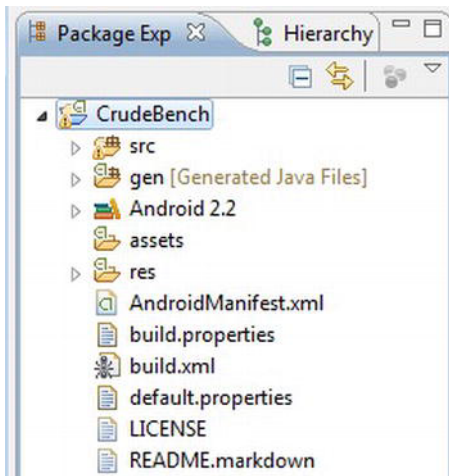 Package Exp Hierarchy
CrudeBench
src
gen [Generated Java Files]
Android 2.2
assets
res
AndroidManifest.xml
build.properties
build.xml
default.properties
LICENSE
README.markdown